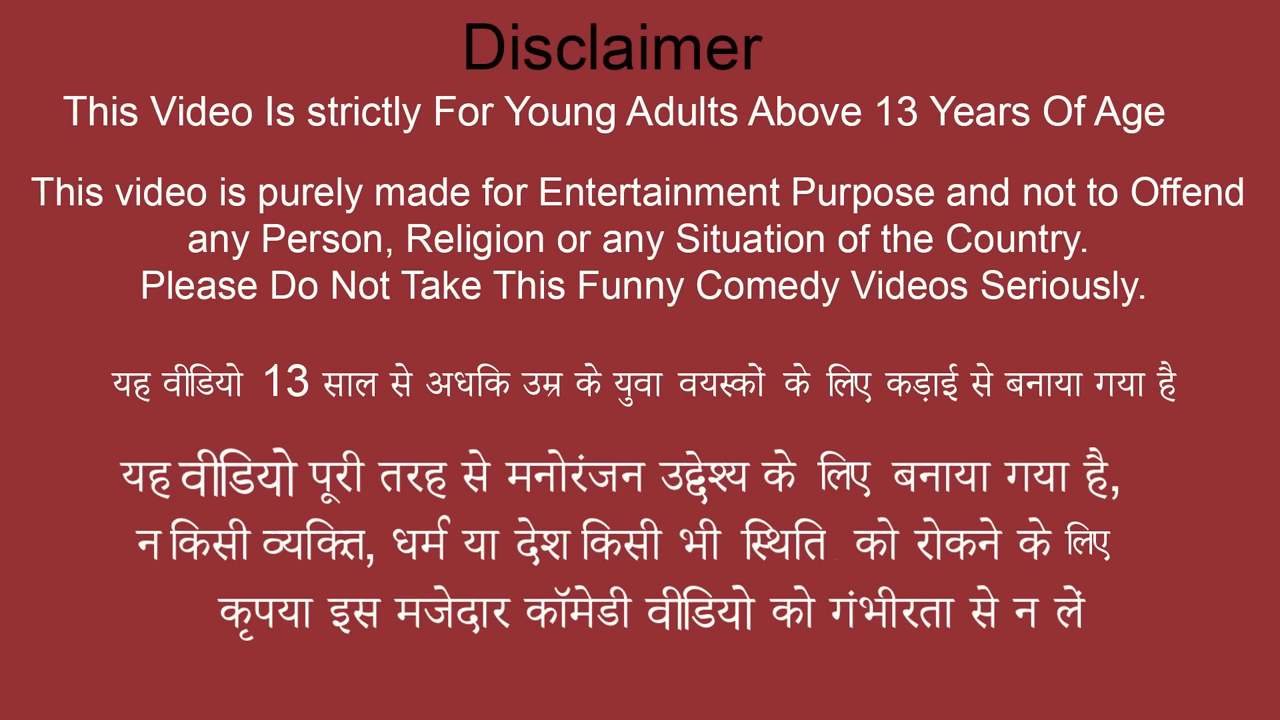 Disclaimer
This Video Is strictly For Young Adults Above 13 Years Of Age
This video is purely made for Entertainment Purpose and not to Offend
any Person, Religion or any Situation of the Country.
Please Do Not Take This Funny Comedy Videos Seriously.
यह वीडियो 13 साल से अधकि उम्र के युवा वयस्कों के लिए कड़ाई से बनाया गया है
यह वीडियो पूरी तरह से मनोरंजन उद्देश्य के लिए बनाया गया है,
न किसी व्यक्ति, धर्म या देश किसी भी स्थिति को रोकने के लिए
कृपया इस मजेदार कॉमेडी वीडियो को गंभीरता से न लें